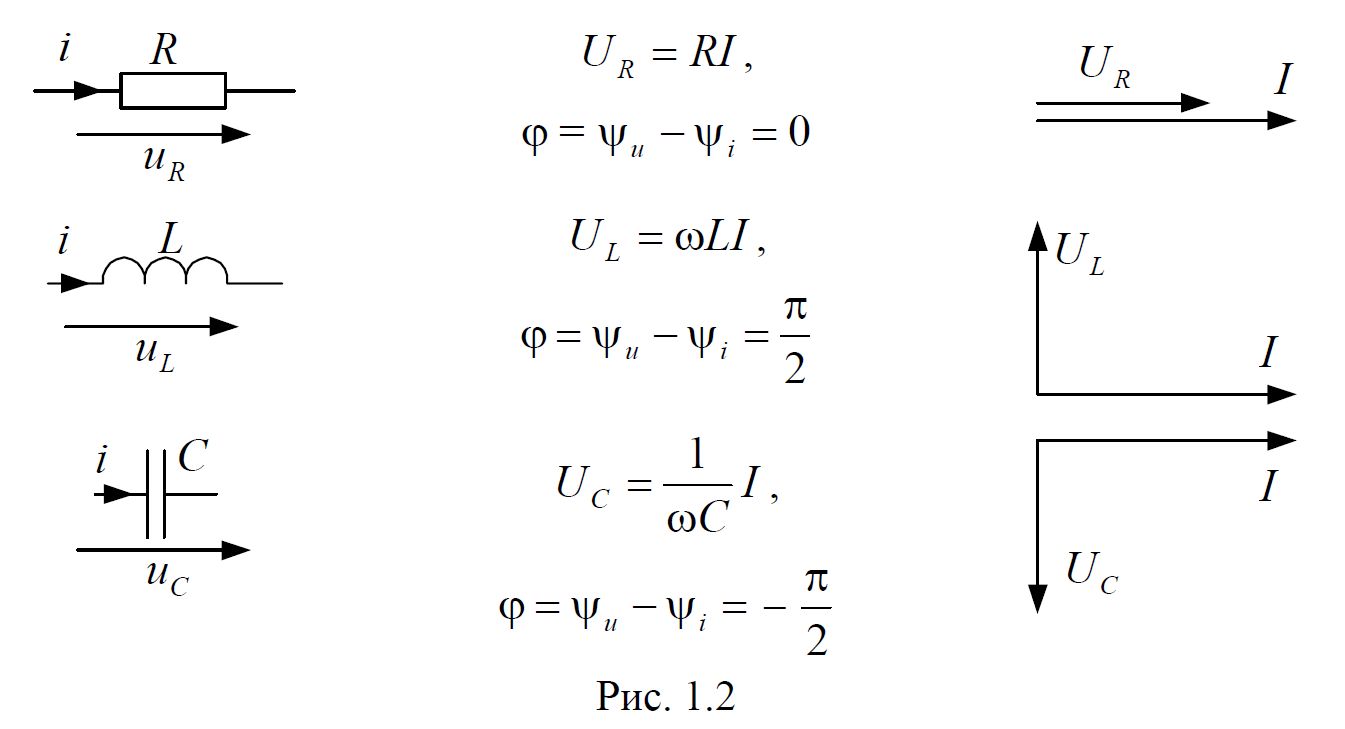 i R
u_R
U_R = RI ,
φ = ψ_u − ψ_i = 0
U_R I
i L
u_L
U_L = ωLI ,
φ = ψ_u − ψ_i = π/2
U_L
I
i C
u_C
U_C = 1/ωC I ,
φ = ψ_u − ψ_i = − π/2
I
U_C
Рис. 1.2